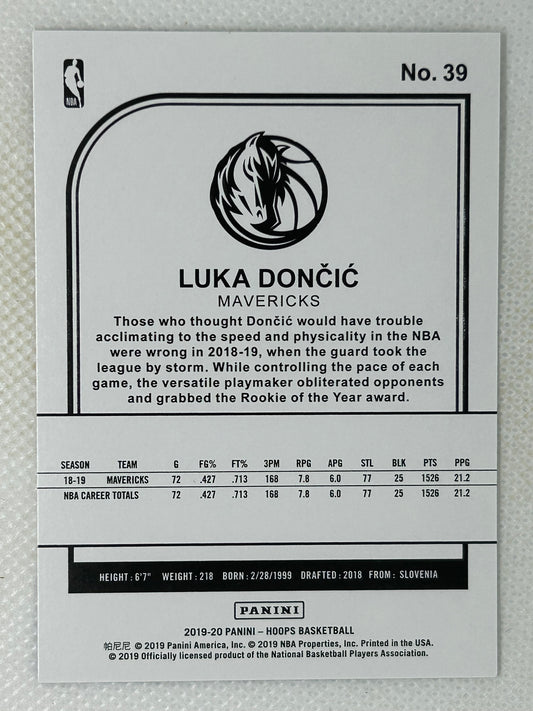 No. 39
NBA
LUKA DONČIĆ
MAVERICKS
Those who thought Dončić would have trouble
acclimating to the speed and physicality in the NBA
were wrong in 2018-19, when the guard took the
league by storm. While controlling the pace of each
game, the versatile playmaker obliterated opponents
and grabbed the Rookie of the Year award.
SEASON TEAM G FG% FT% 3PM RPG APG STL BLK PTS PPG
18-19 MAVERICKS 72 .427 .713 168 7.8 6.0 77 25 1526 21.2
NBA CAREER TOTALS 72 .427 .713 168 7.8 6.0 77 25 1526 21.2
HEIGHT: 6'7" WEIGHT: 218 BORN: 2/28/1999 DRAFTED: 2018 FROM: SLOVENIA
PANINI
2019-20 PANINI – HOOPS BASKETBALL
帕尼尼 © 2019 Panini America, Inc. © 2019 NBA Properties, Inc. Printed in the USA.
© 2019 Officially licensed product of the National Basketball Players Association.